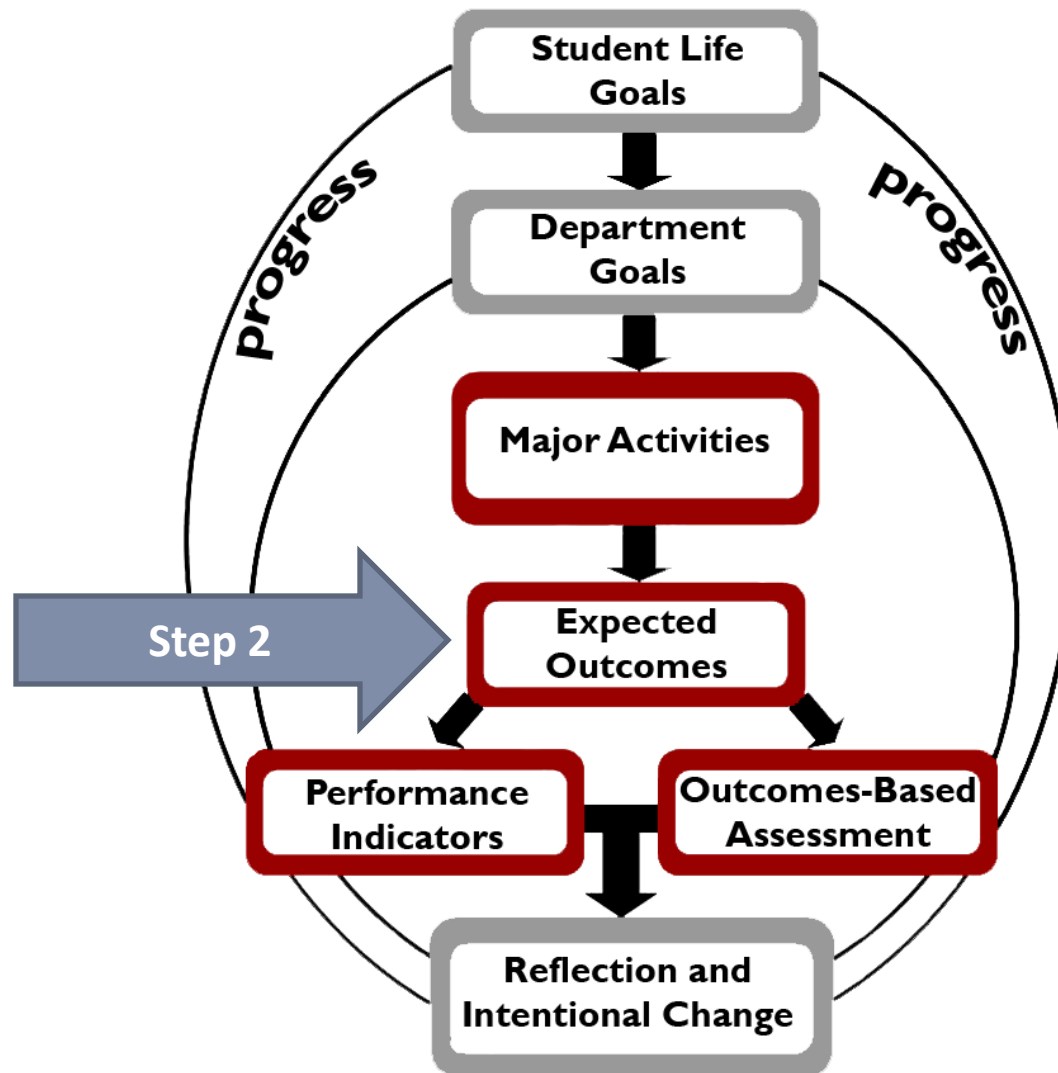 Student Life
Goals
progress
progress
Department
Goals
Major Activities
Step 2
Expected
Outcomes
Performance
Indicators
Outcomes-Based
Assessment
Reflection and
Intentional Change